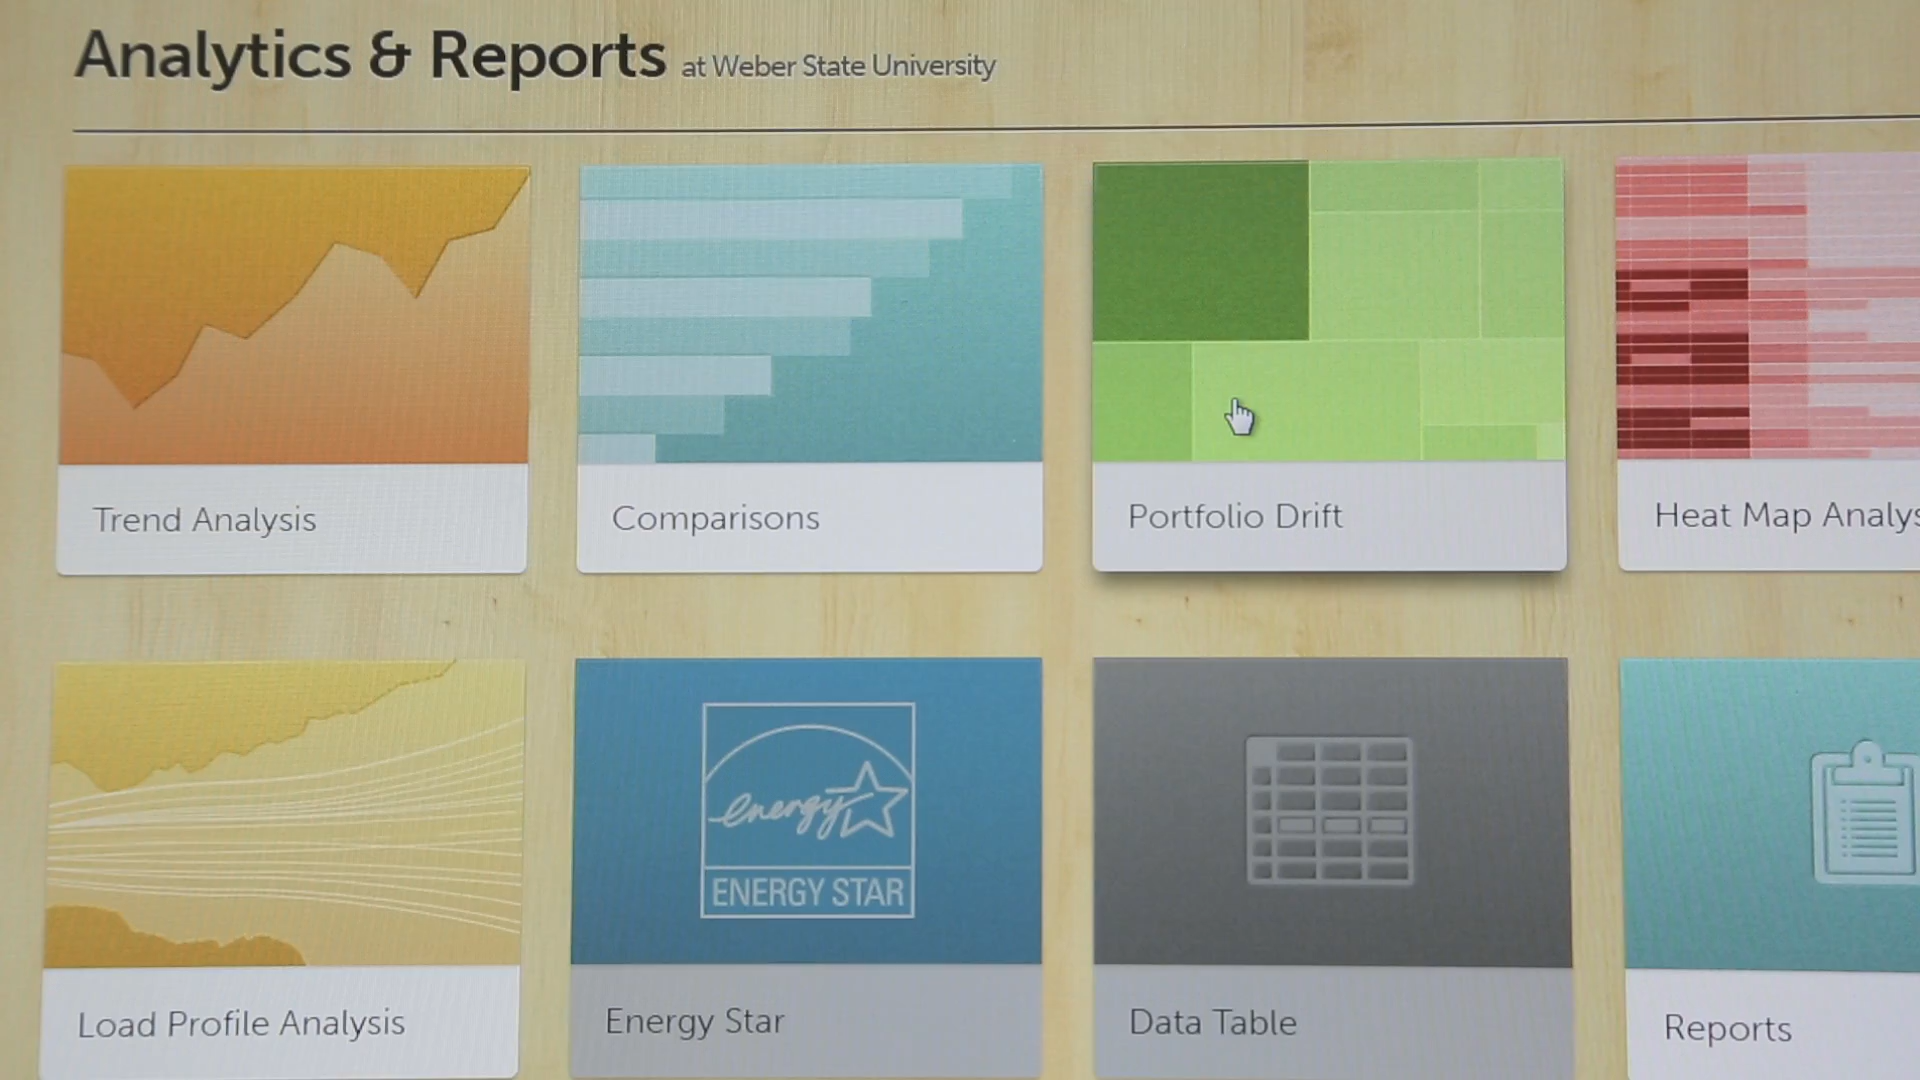 Analytics & Reports at Weber State University
Trend Analysis
Comparisons
Portfolio Drift
Heat Map Analys
energy
ENERGY STAR
Load Profile Analysis
Energy Star
Data Table
Reports